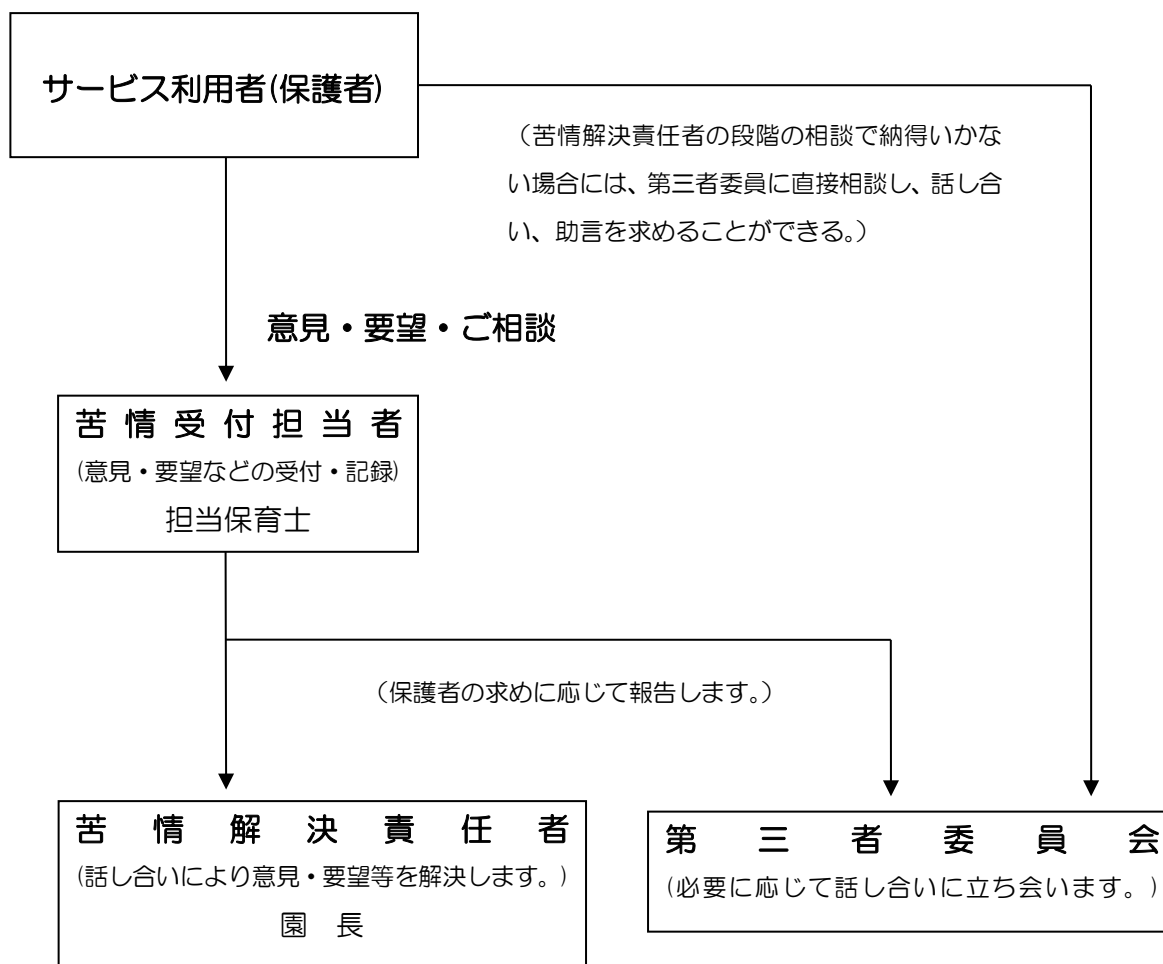 サービス利用者(保護者)
（苦情解決責任者の段階の相談で納得いかな
い場合には、第三者委員に直接相談し、話し合
い、助言を求めることができる。）
意見・要望・ご相談
苦情受付担当者
(意見・要望などの受付・記録)
担当保育士
（保護者の求めに応じて報告します。）
苦情解決責任者
(話し合いにより意見・要望等を解決します。)
園　長
第三者委員会
(必要に応じて話し合いに立ち会います。)